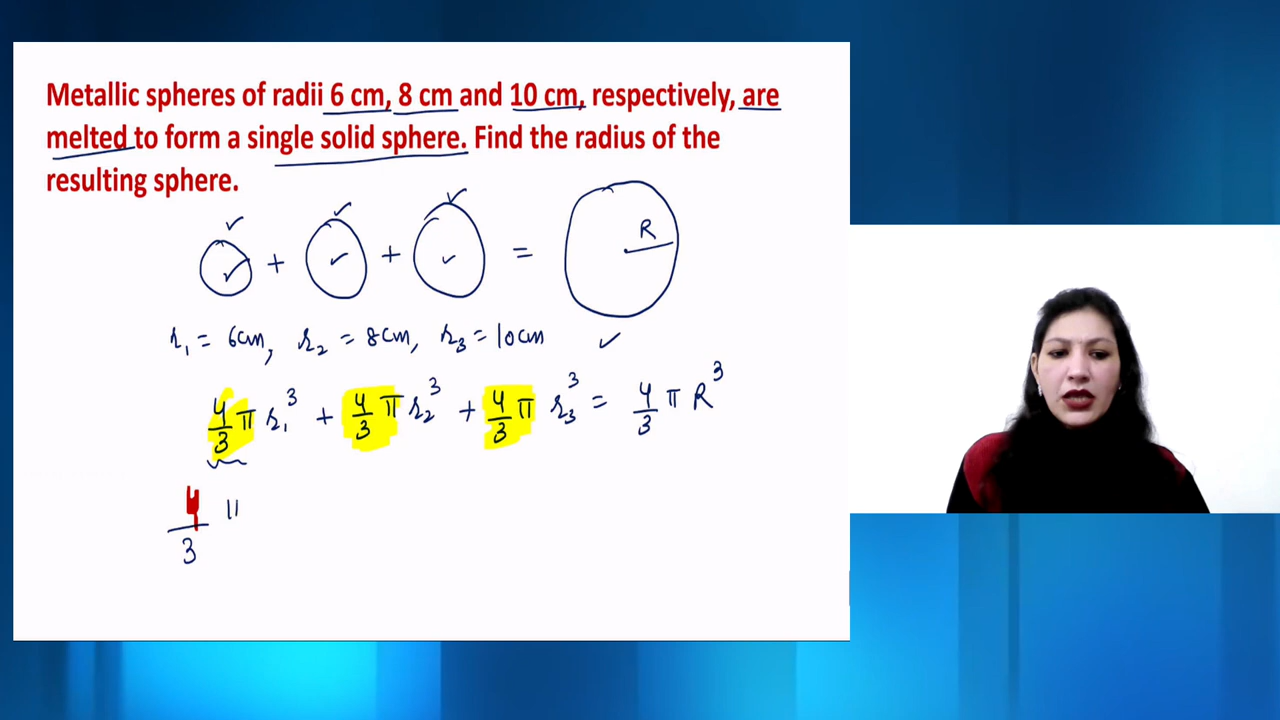 Metallic spheres of radii 6 cm, 8 cm and 10 cm, respectively, are
melted to form a single solid sphere. Find the radius of the
resulting sphere.
+ + = R
r₁ = 6cm, r₂ = 8cm, r₃ = 10cm
4/3 π r₁³ + 4/3 π r₂³ + 4/3 π r₃³ = 4/3 π R³
4/3